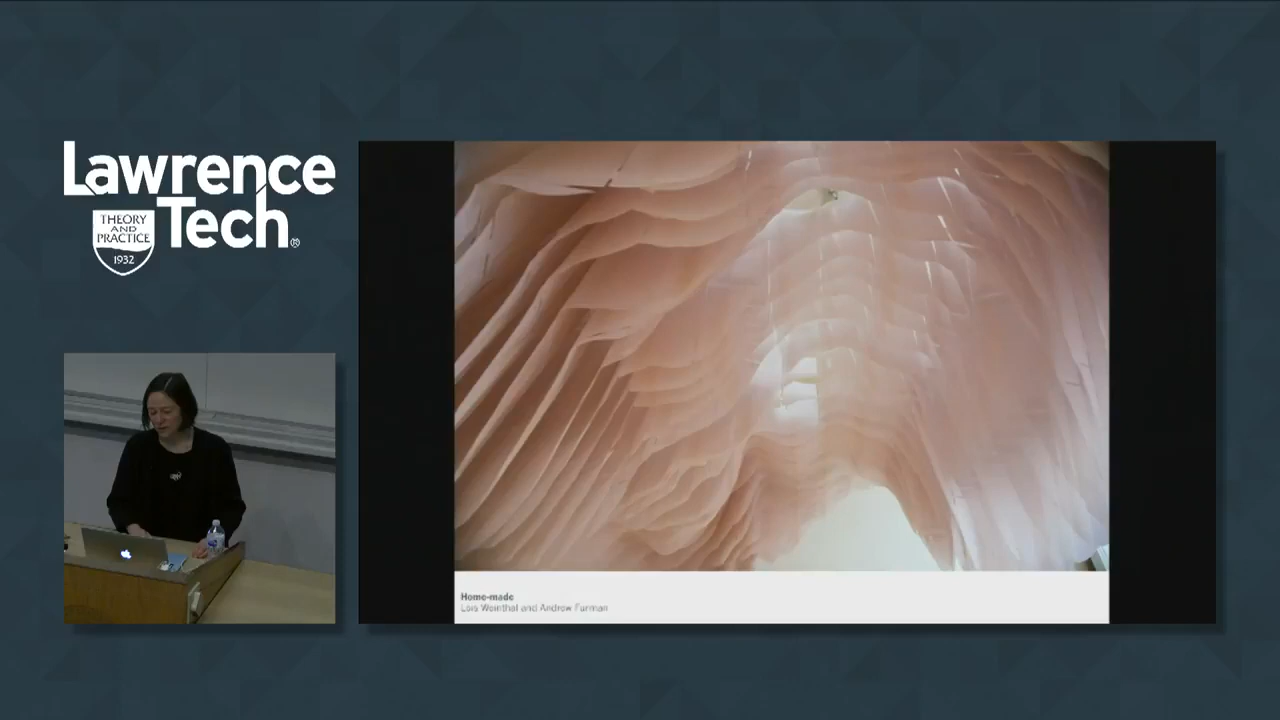 Lawrence
Tech®
THEORY
AND
PRACTICE
1932
Home-made
Lois Weinthal and Andrew Furman